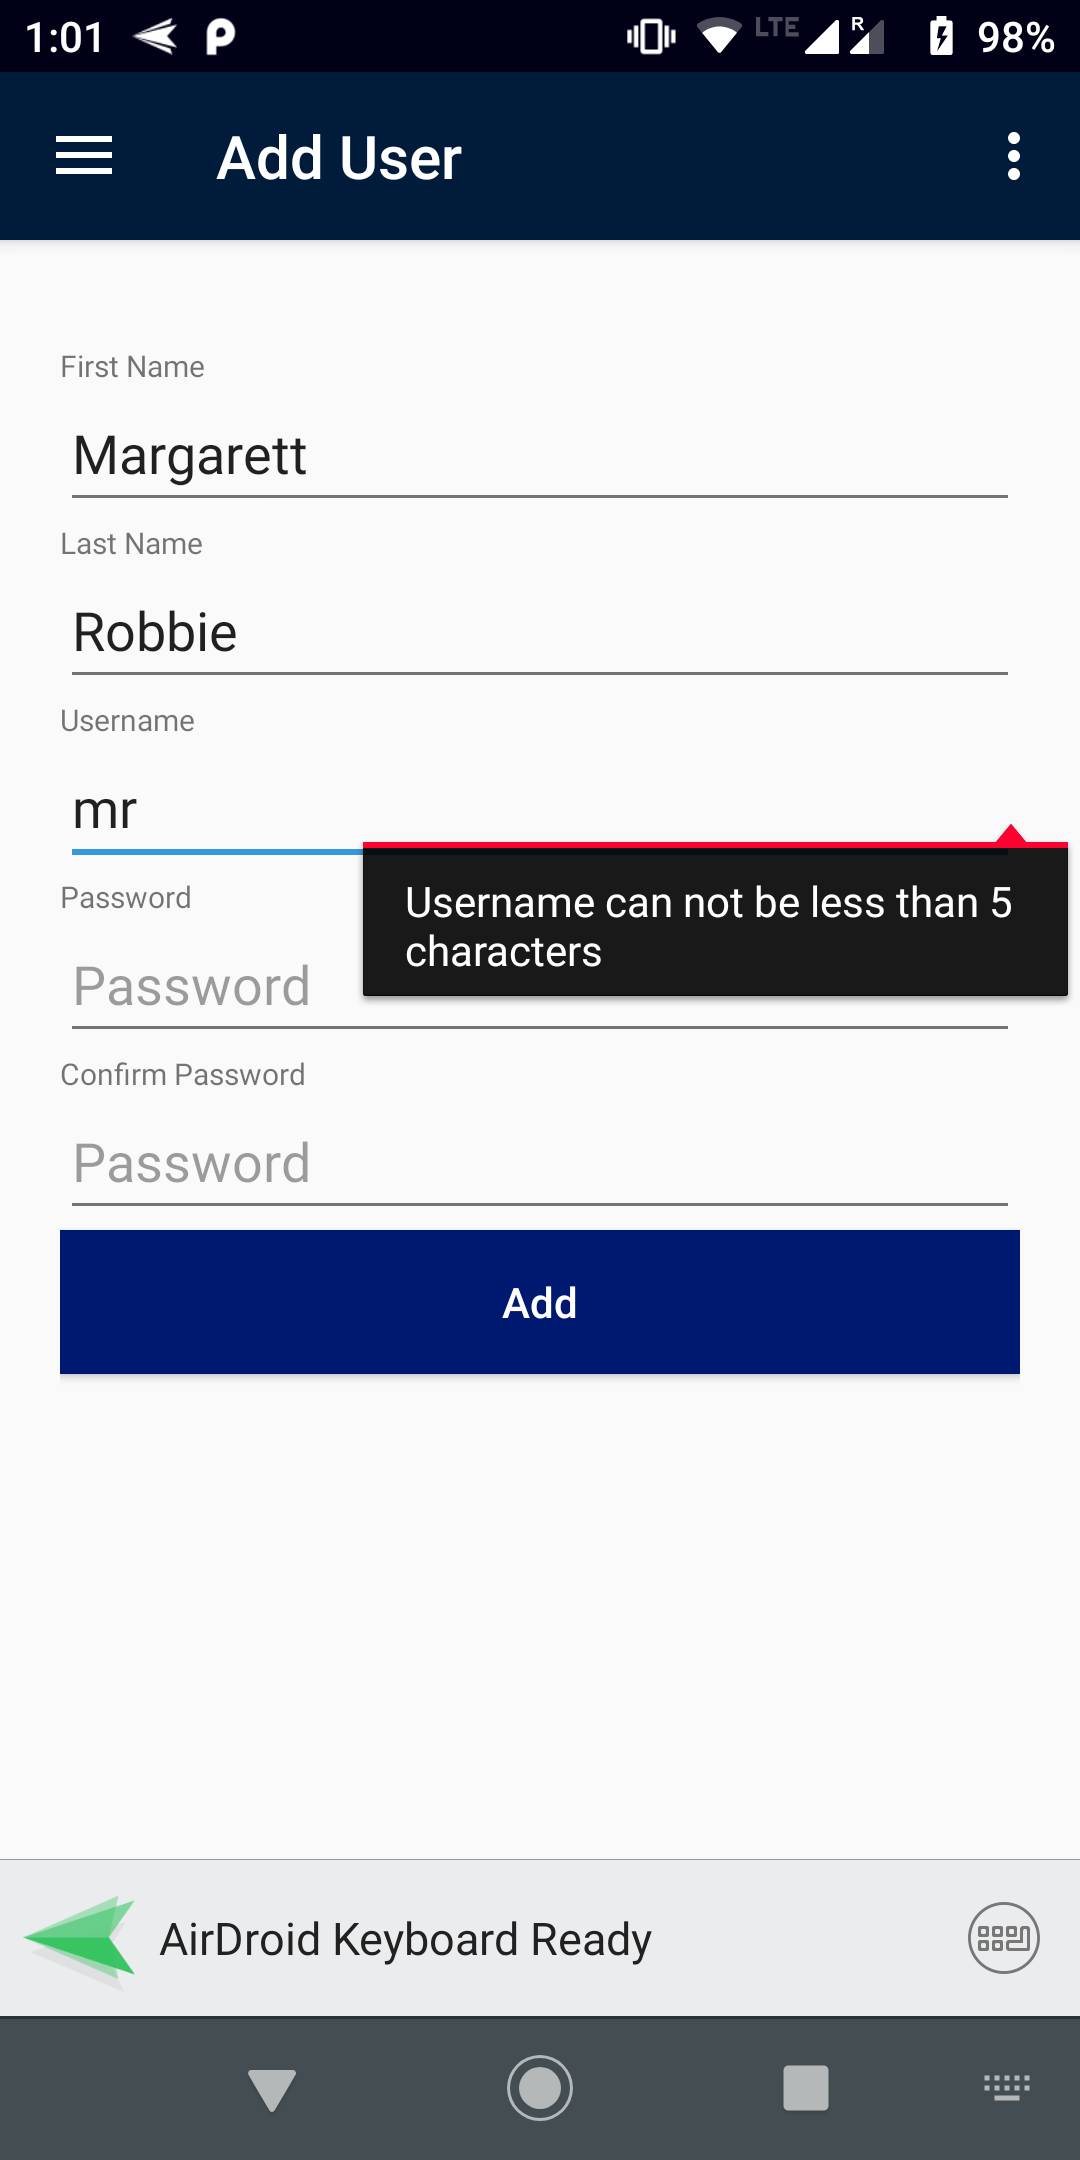 1:01
LTE
R
98%
Add User
First Name
Margarett
Last Name
Robbie
Username
mr
Username can not be less than 5
characters
Password
Password
Confirm Password
Password
Add
AirDroid Keyboard Ready